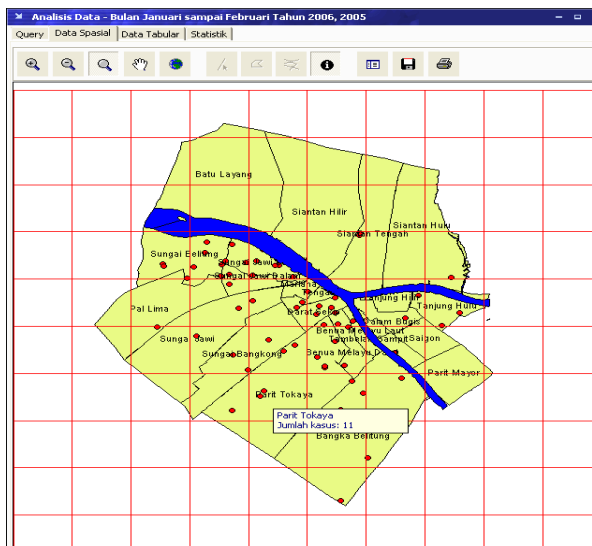 Analisis Data - Bulan Januari sampai Februari Tahun 2006, 2005
Query Data Spasial Data Tabular Statistik
Batu Layang
Siantan Hilir
Siantan Hulu
Siantan Tengah
Sungai Beliung
Sungai Jawi
Sungai Jawi Dalam
Mariana
Tengah
Tanjung Hilir
Tanjung Hulu
Pal Lima
Darat Sekip
Dalam Bugis
Benua Melayu Laut
Sungai Jawi
Tambelan Sampit
Saigon
Sungai Bangkong
Benua Melayu Darat
Parit Mayor
Parit Tokaya
Parit Tokaya
Jumlah kasus: 11
Bangka Belitung